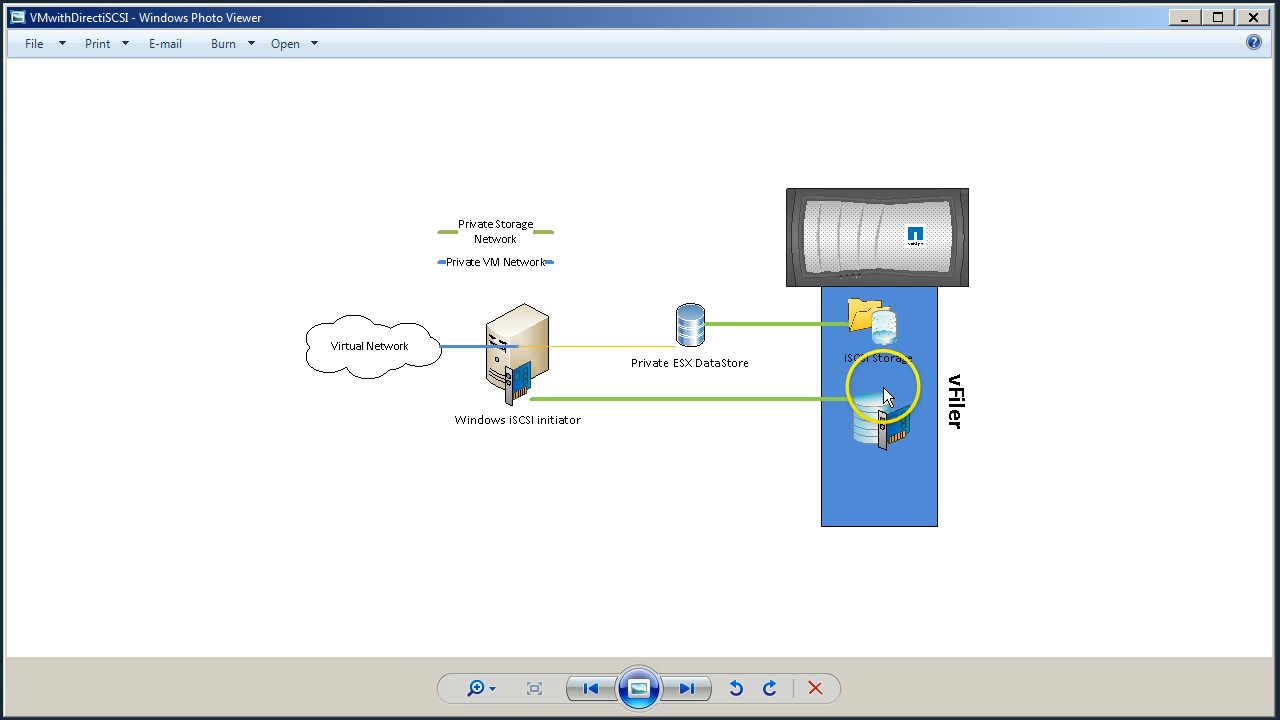 VMwithDirectiSCSI - Windows Photo Viewer
File Print E-mail Burn Open
Private Storage
Network
Private VM Network
Virtual Network
Private ESX DataStore
iSCSI Storage
Windows iSCSI initiator
vFiler